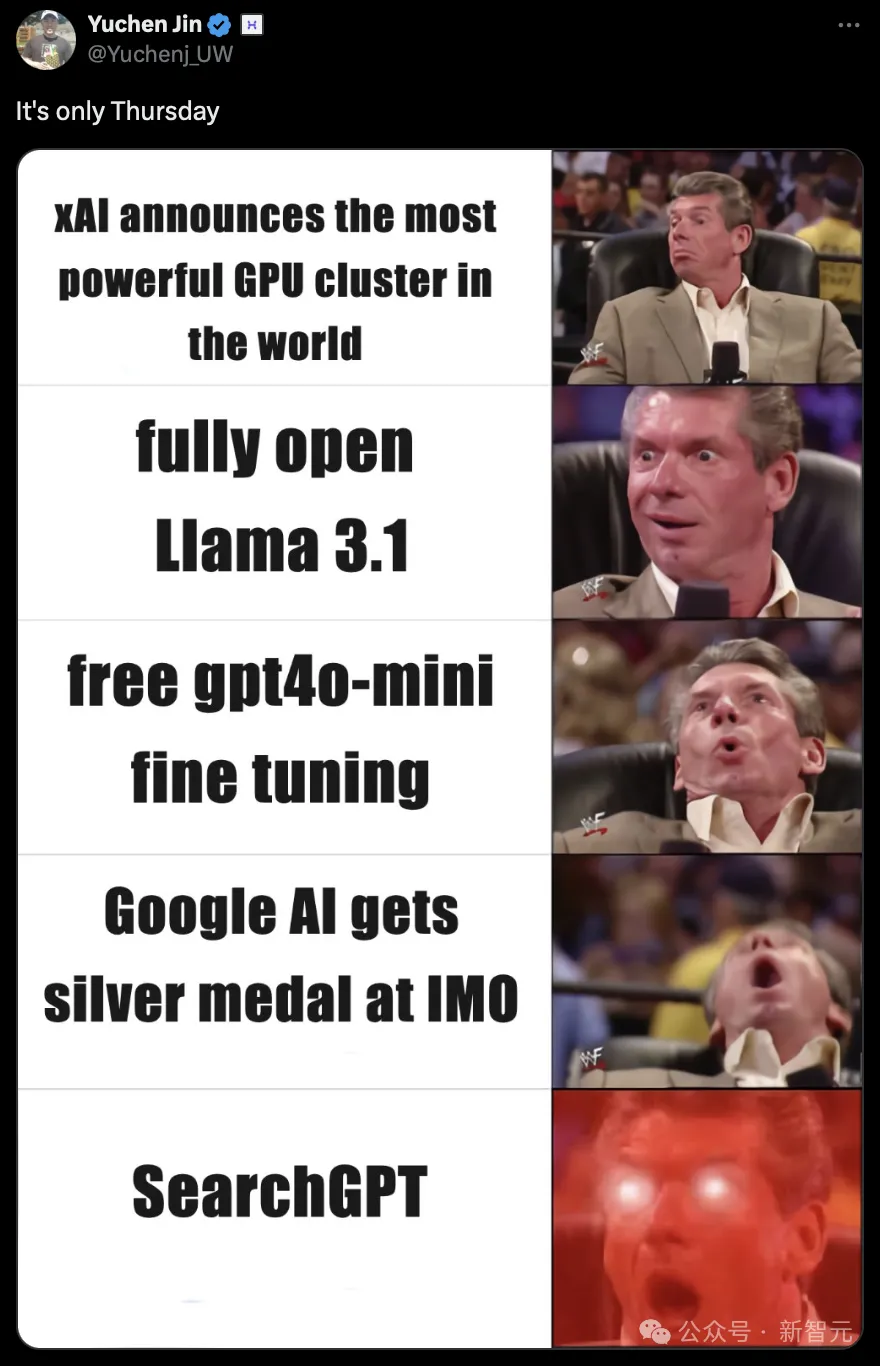 Yuchen Jin
@Yuchenj_UW
It's only Thursday
xAI announces the most
powerful GPU cluster in
the world
fully open
Llama 3.1
free gpt4o-mini
fine tuning
Google AI gets
silver medal at IMO
SearchGPT
公众号 · 新智元